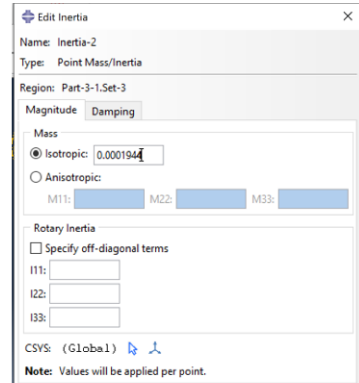 Edit Inertia
Name: Inertia-2
Type: Point Mass/Inertia
Region: Part-3-1.Set-3
Magnitude Damping
Mass
Isotropic: 0.0001944
Anisotropic:
M11: M22: M33:
Rotary Inertia
Specify off-diagonal terms
I11:
I22:
I33:
CSYS: (Global)
Note: Values will be applied per point.